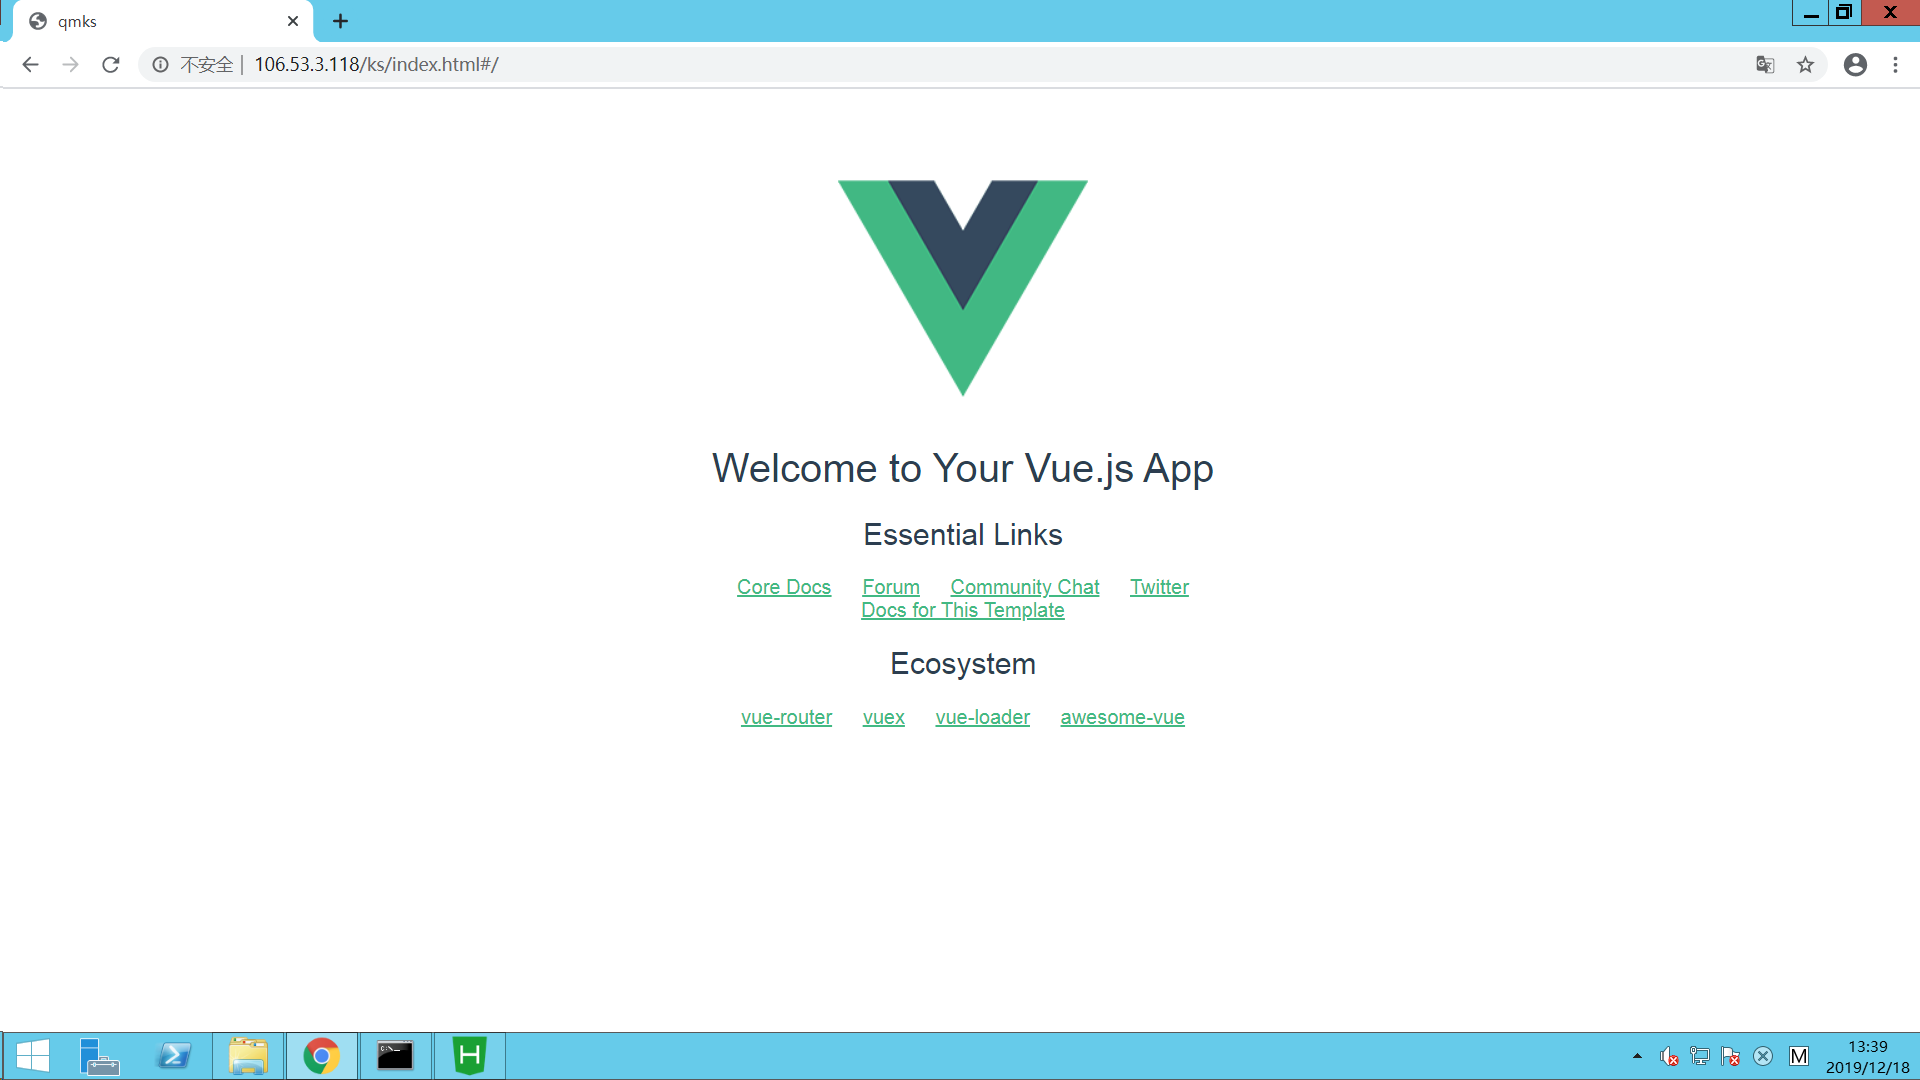 qmks
不安全 | 106.53.3.118/ks/index.html#/
Welcome to Your Vue.js App
Essential Links
Core Docs Forum Community Chat Twitter
Docs for This Template
Ecosystem
vue-router vuex vue-loader awesome-vue
C:\>_
H
M
13:39
2019/12/18